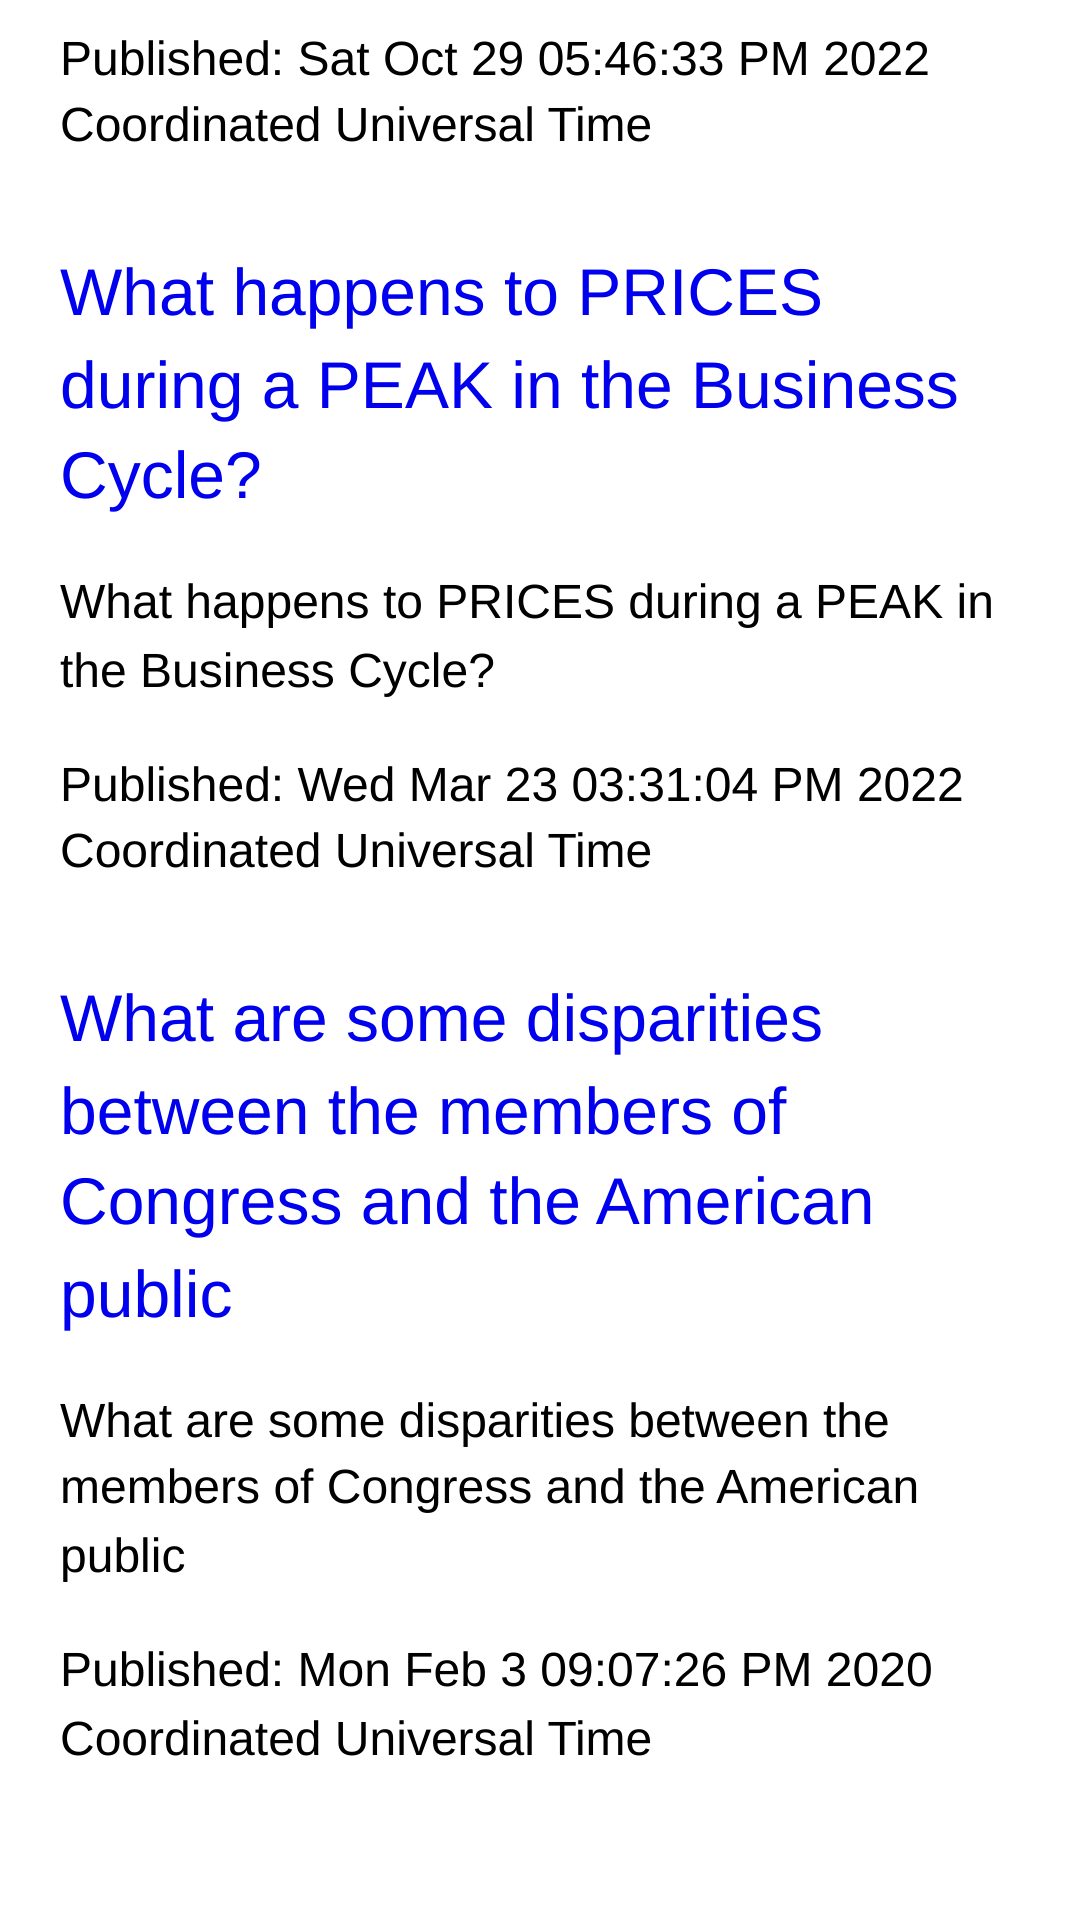 Published: Sat Oct 29 05:46:33 PM 2022
Coordinated Universal Time
What happens to PRICES
during a PEAK in the Business
Cycle?
What happens to PRICES during a PEAK in
the Business Cycle?
Published: Wed Mar 23 03:31:04 PM 2022
Coordinated Universal Time
What are some disparities
between the members of
Congress and the American
public
What are some disparities between the
members of Congress and the American
public
Published: Mon Feb 3 09:07:26 PM 2020
Coordinated Universal Time